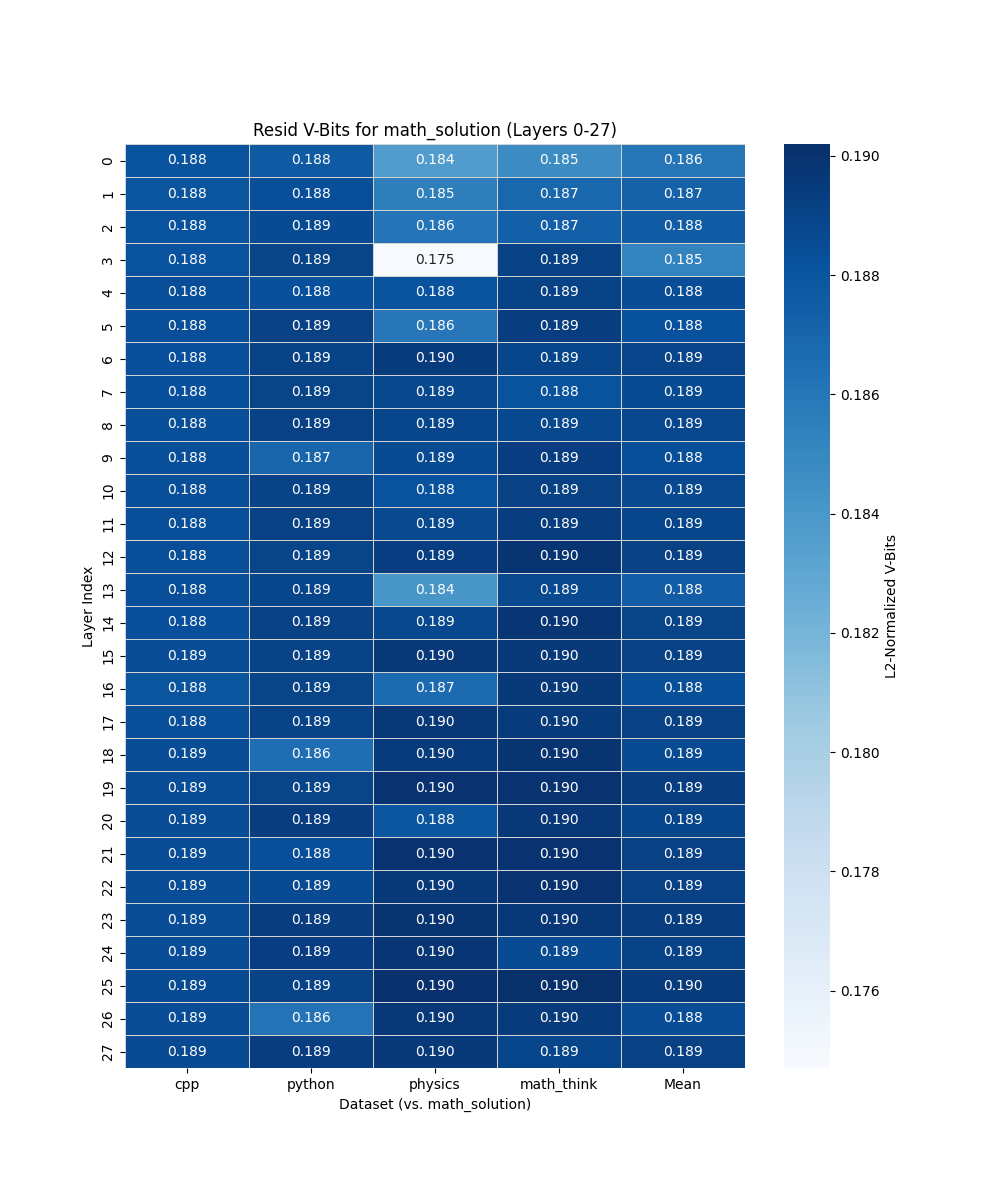 Resid V-Bits for math_solution (Layers 0-27)
0 0.188 0.188 0.184 0.185 0.186
1 0.188 0.188 0.185 0.187 0.187
2 0.188 0.189 0.186 0.187 0.188
3 0.188 0.189 0.175 0.189 0.185
4 0.188 0.188 0.188 0.189 0.188
5 0.188 0.189 0.186 0.189 0.188
6 0.188 0.189 0.190 0.189 0.189
7 0.188 0.189 0.189 0.188 0.189
8 0.188 0.189 0.189 0.189 0.189
9 0.188 0.187 0.189 0.189 0.188
10 0.188 0.189 0.188 0.189 0.189
11 0.188 0.189 0.189 0.189 0.189
12 0.188 0.189 0.189 0.190 0.189
13 0.188 0.189 0.184 0.189 0.188
14 0.188 0.189 0.189 0.190 0.189
15 0.189 0.189 0.190 0.190 0.189
16 0.188 0.189 0.187 0.190 0.188
17 0.188 0.189 0.190 0.190 0.189
18 0.189 0.186 0.190 0.190 0.189
19 0.189 0.189 0.190 0.190 0.189
20 0.189 0.189 0.188 0.190 0.189
21 0.189 0.188 0.190 0.190 0.189
22 0.189 0.189 0.190 0.190 0.189
23 0.189 0.189 0.190 0.190 0.189
24 0.189 0.189 0.190 0.189 0.189
25 0.189 0.189 0.190 0.190 0.190
26 0.189 0.186 0.190 0.190 0.188
27 0.189 0.189 0.190 0.189 0.189
cpp python physics math_think Mean
Dataset (vs. math_solution)
Layer Index
0.190
0.188
0.186
0.184
0.182
0.180
0.178
0.176
L2-Normalized V-Bits